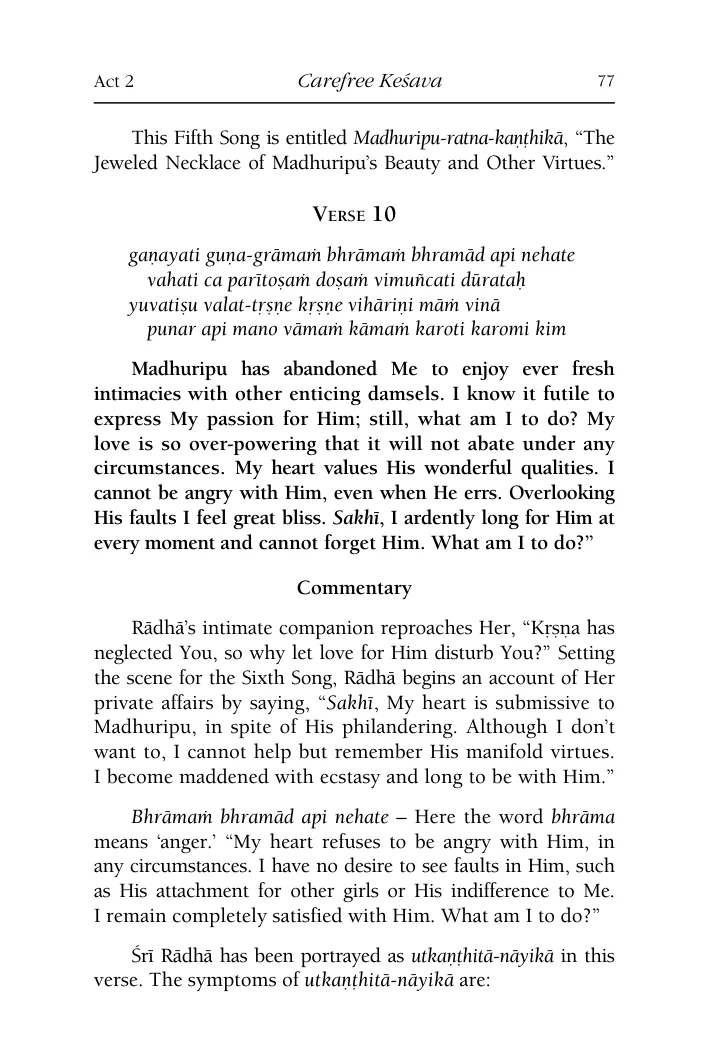 Act 2 Carefree Keśava 77
This Fifth Song is entitled Madhuripu-ratna-kaṇṭhikā, “The
Jeweled Necklace of Madhuripu’s Beauty and Other Virtues.”
Verse 10
gaṇayati guṇa-grāmaṁ bhrāmaṁ bhramād api nehate
vahati ca parītoṣaṁ doṣaṁ vimuñcati dūrataḥ
yuvatiṣu valat-tṛṣṇe kṛṣṇe vihāriṇi māṁ vinā
punar api mano vāmaṁ kāmaṁ karoti karomi kim
Madhuripu has abandoned Me to enjoy ever fresh
intimacies with other enticing damsels. I know it futile to
express My passion for Him; still, what am I to do? My
love is so over-powering that it will not abate under any
circumstances. My heart values His wonderful qualities. I
cannot be angry with Him, even when He errs. Overlooking
His faults I feel great bliss. Sakhī, I ardently long for Him at
every moment and cannot forget Him. What am I to do?”
Commentary
Rādhā’s intimate companion reproaches Her, “Kṛṣṇa has
neglected You, so why let love for Him disturb You?” Setting
the scene for the Sixth Song, Rādhā begins an account of Her
private affairs by saying, “Sakhī, My heart is submissive to
Madhuripu, in spite of His philandering. Although I don’t
want to, I cannot help but remember His manifold virtues.
I become maddened with ecstasy and long to be with Him.”
Bhrāmaṁ bhramād api nehate – Here the word bhrāma
means ‘anger.’ “My heart refuses to be angry with Him, in
any circumstances. I have no desire to see faults in Him, such
as His attachment for other girls or His indifference to Me.
I remain completely satisfied with Him. What am I to do?”
Śrī Rādhā has been portrayed as utkaṇṭhitā-nāyikā in this
verse. The symptoms of utkaṇṭhitā-nāyikā are: